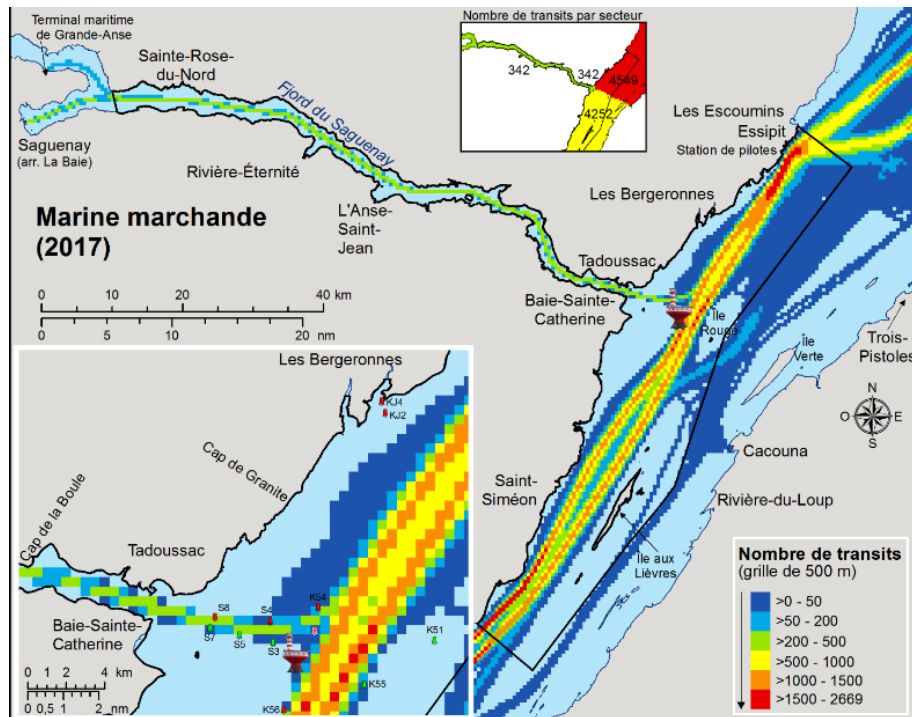 Terminal maritime
de Grande-Anse
Sainte-Rose-
du-Nord
Nombre de transits par secteur
342
342
4549
4252
Fjord du Saguenay
Saguenay
(arr. La Baie)
Rivière-Éternité
L'Anse-
Saint-
Jean
Les Escoumins
Essipit
Station de pilotes
Les Bergeronnes
Marine marchande
(2017)
Tadoussac
Baie-Sainte-
Catherine
Île
Rouge
Île
Verte
Trois-
Pistoles
0 10 20 40 km
0 5 10 20 nm
N
O E
S
Cacouna
Saint-
Siméon
Rivière-du-Loup
Île aux
Lièvres
Les Bergeronnes
KJ4
KJ2
Cap de Granite
Cap de la Boule
Tadoussac
K54
S8
S4
S7
S5
S3
K51
Baie-Sainte-
Catherine
K55
K56
0 1 2 4 km
0 0,5 1 2 nm
Nombre de transits
(grille de 500 m)
>0 - 50
>50 - 200
>200 - 500
>500 - 1000
>1000 - 1500
>1500 - 2669